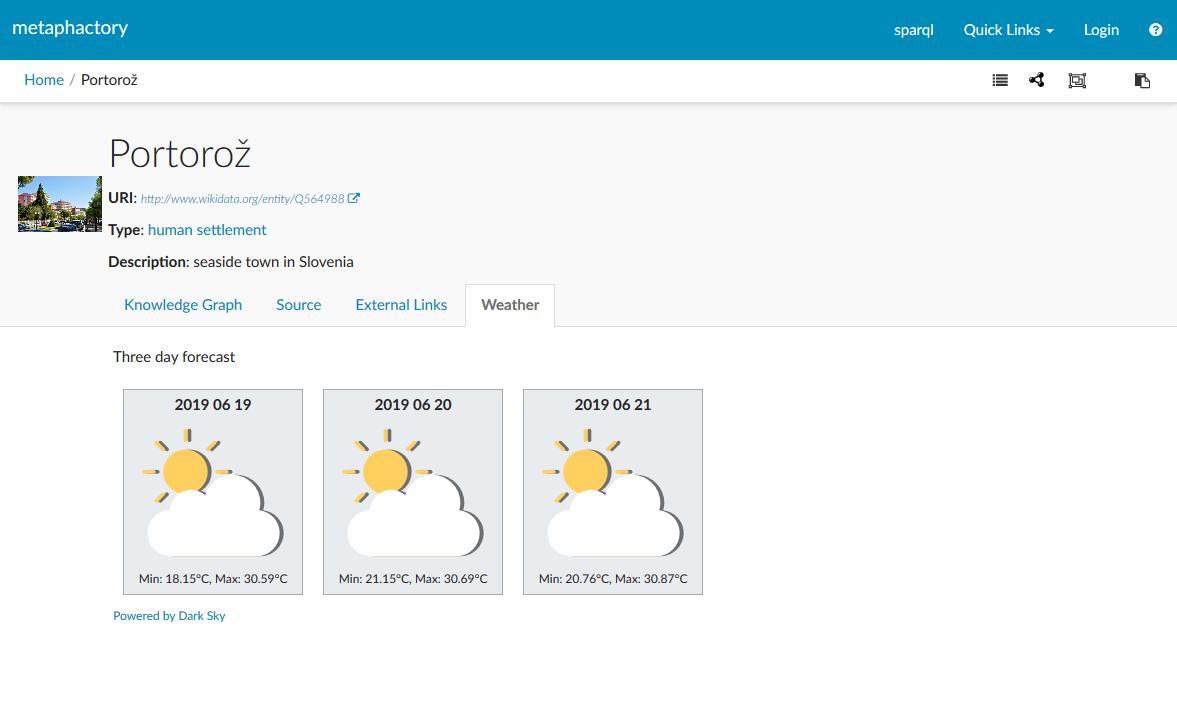 metaphactory
sparql Quick Links Login
Home / Portorož
Portorož
URI: http://www.wikidata.org/entity/Q564988
Type: human settlement
Description: seaside town in Slovenia
Knowledge Graph Source External Links Weather
Three day forecast
2019 06 19 2019 06 20 2019 06 21
Min: 18.15°C, Max: 30.59°C Min: 21.15°C, Max: 30.69°C Min: 20.76°C, Max: 30.87°C
Powered by Dark Sky